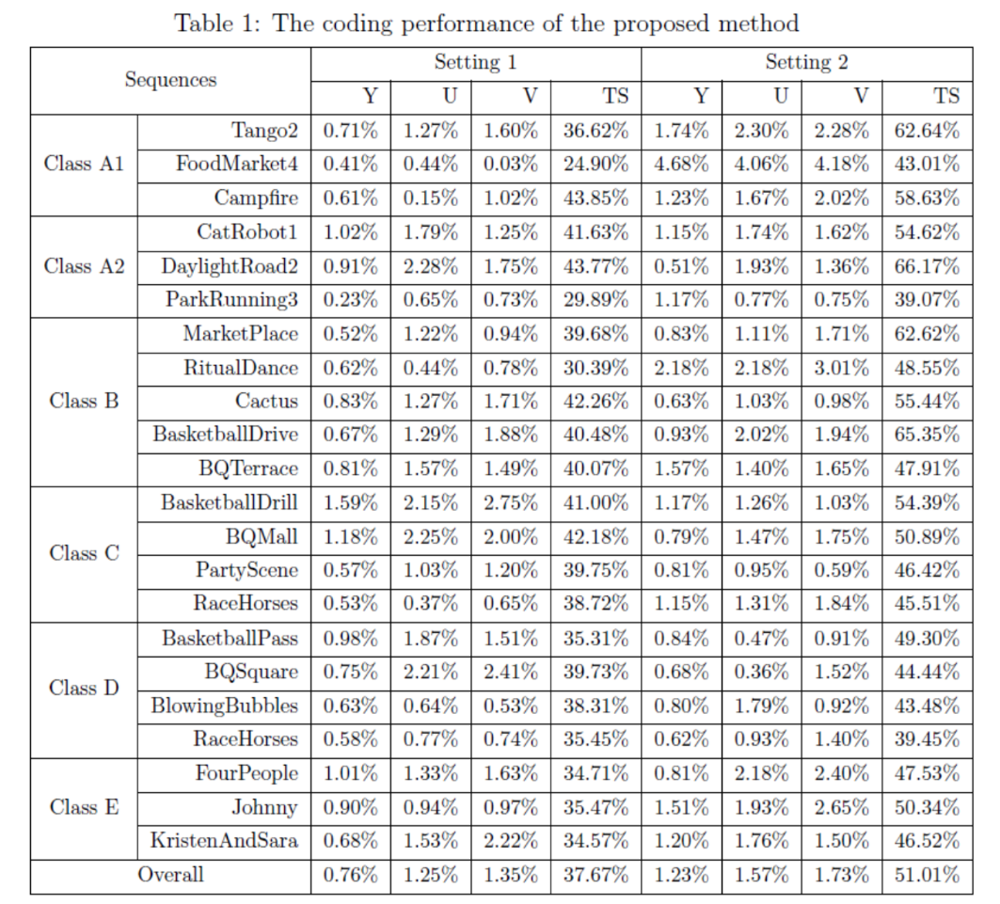 Table 1: The coding performance of the proposed method
Sequences Setting 1 Setting 2
Y U V TS Y U V TS
Class A1 Tango2 0.71% 1.27% 1.60% 36.62% 1.74% 2.30% 2.28% 62.64%
FoodMarket4 0.41% 0.44% 0.03% 24.90% 4.68% 4.06% 4.18% 43.01%
Campfire 0.61% 0.15% 1.02% 43.85% 1.23% 1.67% 2.02% 58.63%
Class A2 CatRobot1 1.02% 1.79% 1.25% 41.63% 1.15% 1.74% 1.62% 54.62%
DaylightRoad2 0.91% 2.28% 1.75% 43.77% 0.51% 1.93% 1.36% 66.17%
ParkRunning3 0.23% 0.65% 0.73% 29.89% 1.17% 0.77% 0.75% 39.07%
Class B MarketPlace 0.52% 1.22% 0.94% 39.68% 0.83% 1.11% 1.71% 62.62%
RitualDance 0.62% 0.44% 0.78% 30.39% 2.18% 2.18% 3.01% 48.55%
Cactus 0.83% 1.27% 1.71% 42.26% 0.63% 1.03% 0.98% 55.44%
BasketballDrive 0.67% 1.29% 1.88% 40.48% 0.93% 2.02% 1.94% 65.35%
BQTerrace 0.81% 1.57% 1.49% 40.07% 1.57% 1.40% 1.65% 47.91%
Class C BasketballDrill 1.59% 2.15% 2.75% 41.00% 1.17% 1.26% 1.03% 54.39%
BQMall 1.18% 2.25% 2.00% 42.18% 0.79% 1.47% 1.75% 50.89%
PartyScene 0.57% 1.03% 1.20% 39.75% 0.81% 0.95% 0.59% 46.42%
RaceHorses 0.53% 0.37% 0.65% 38.72% 1.15% 1.31% 1.84% 45.51%
Class D BasketballPass 0.98% 1.87% 1.51% 35.31% 0.84% 0.47% 0.91% 49.30%
BQSquare 0.75% 2.21% 2.41% 39.73% 0.68% 0.36% 1.52% 44.44%
BlowingBubbles 0.63% 0.64% 0.53% 38.31% 0.80% 1.79% 0.92% 43.48%
RaceHorses 0.58% 0.77% 0.74% 35.45% 0.62% 0.93% 1.40% 39.45%
Class E FourPeople 1.01% 1.33% 1.63% 34.71% 0.81% 2.18% 2.40% 47.53%
Johnny 0.90% 0.94% 0.97% 35.47% 1.51% 1.93% 2.65% 50.34%
KristenAndSara 0.68% 1.53% 2.22% 34.57% 1.20% 1.76% 1.50% 46.52%
Overall 0.76% 1.25% 1.35% 37.67% 1.23% 1.57% 1.73% 51.01%